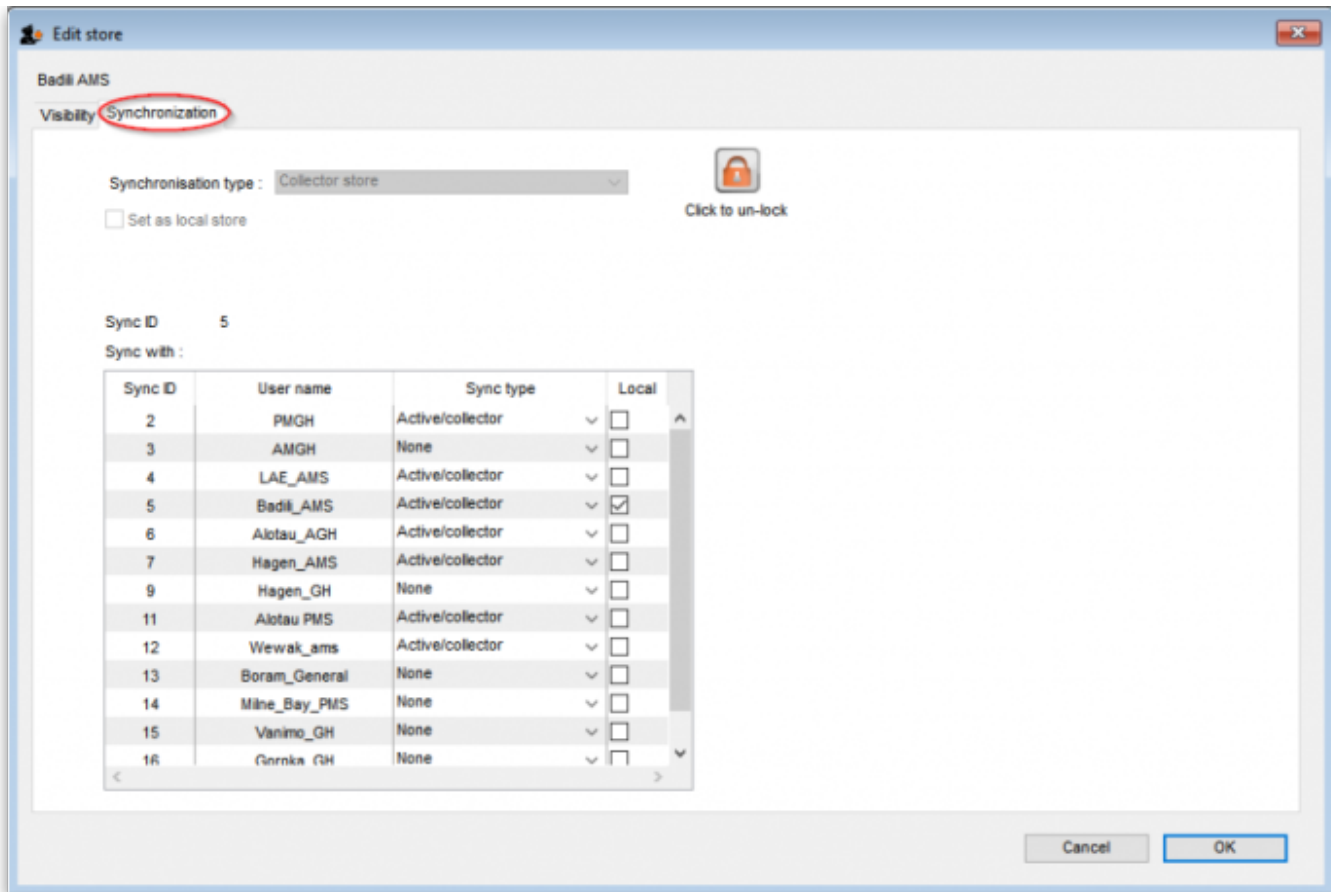 Edit store
Badili AMS
Visibility Synchronization
Synchronisation type : Collector store
Click to un-lock
Set as local store
Sync ID 5
Sync with :
Sync ID User name Sync type Local
2 PMGH Active/collector
3 AMGH None
4 LAE_AMS Active/collector
5 Badili_AMS Active/collector
6 Alotau_AGH Active/collector
7 Hagen_AMS Active/collector
9 Hagen_GH None
11 Alotau PMS Active/collector
12 Wewak_ams Active/collector
13 Boram_General None
14 Milne_Bay_PMS None
15 Vanimo_GH None
16 Gornka_GH None
Cancel OK